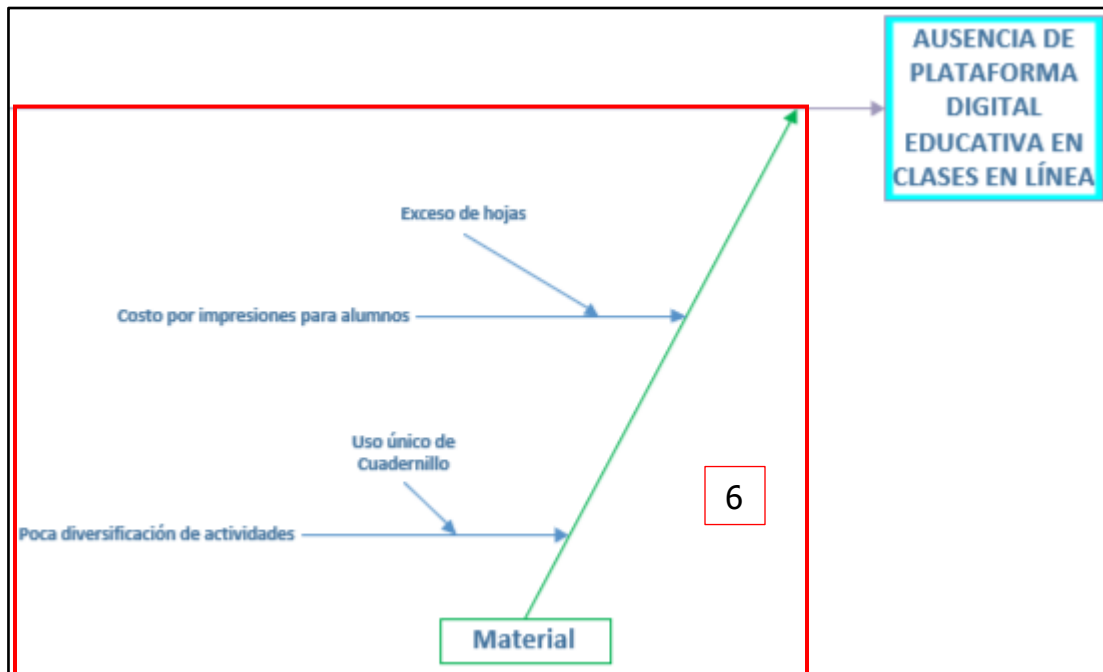 AUSENCIA DE
PLATAFORMA
DIGITAL
EDUCATIVA EN
CLASES EN LÍNEA
Exceso de hojas
Costo por impresiones para alumnos
Uso único de
Cuadernillo
Poca diversificación de actividades
6
Material